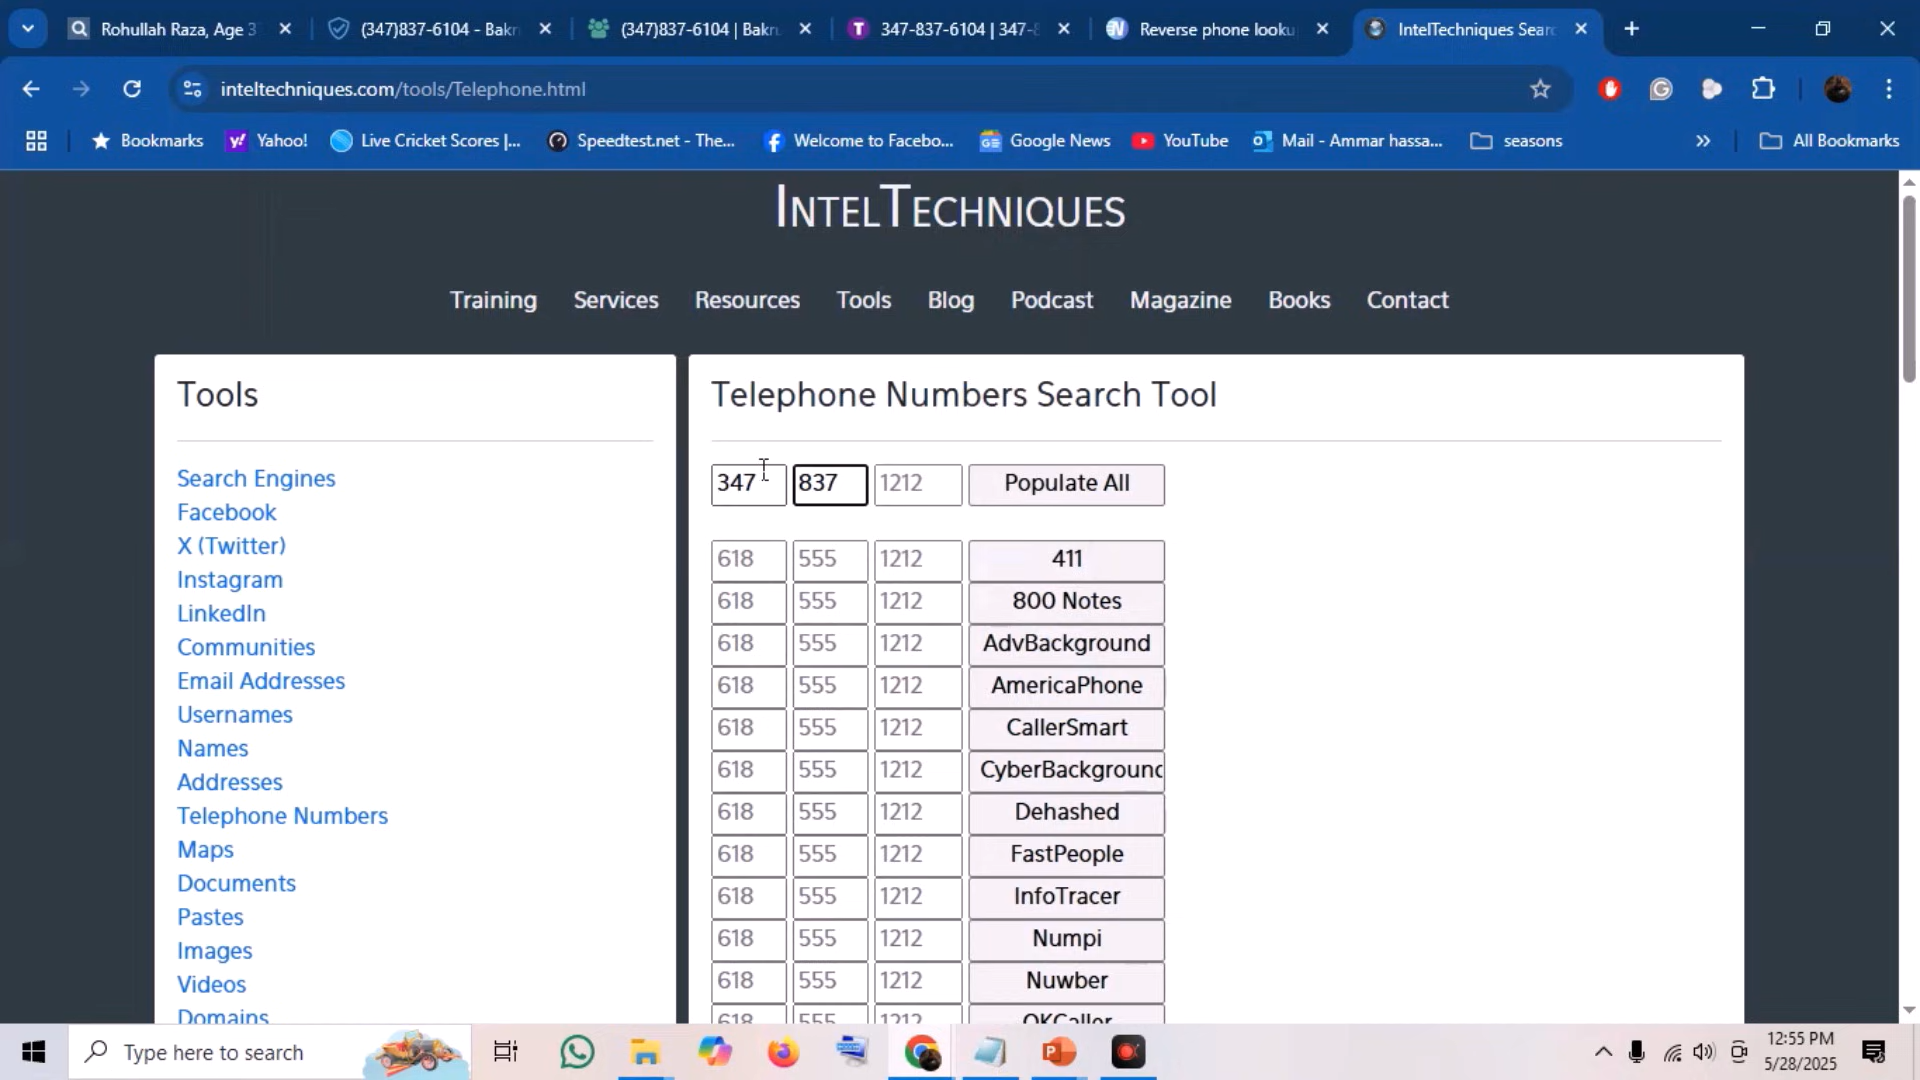 Rohullah Raza, Age 3
(347)837-6104 - Bakr
(347)837-6104 | Bakr
T 347-837-6104 | 347-8
Reverse phone looku
IntelTechniques Sear
inteltechniques.com/tools/Telephone.html
Bookmarks Yahoo! Live Cricket Scores |... Speedtest.net - The... Welcome to Facebo... Google News YouTube Mail - Ammar hassa... seasons » All Bookmarks
INTELTECHNIQUES
Training Services Resources Tools Blog Podcast Magazine Books Contact
Tools
Search Engines
Facebook
X (Twitter)
Instagram
LinkedIn
Communities
Email Addresses
Usernames
Names
Addresses
Telephone Numbers
Maps
Documents
Pastes
Images
Videos
Domains
Telephone Numbers Search Tool
347 837 1212 Populate All
618 555 1212 411
618 555 1212 800 Notes
618 555 1212 AdvBackground
618 555 1212 AmericaPhone
618 555 1212 CallerSmart
618 555 1212 CyberBackground
618 555 1212 Dehashed
618 555 1212 FastPeople
618 555 1212 InfoTracer
618 555 1212 Numpi
618 555 1212 Nuwber
618 555 1212 OKCaller
Type here to search
12:55 PM
5/28/2025